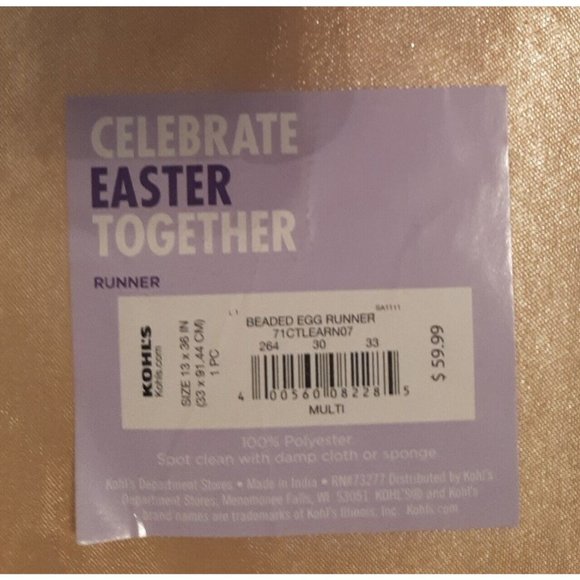 CELEBRATE
EASTER
TOGETHER
RUNNER
KOHL'S
Kohls.com
SIZE 13 x 36 IN
(33 x 91.44 CM)
1 PC
L1
SA1111
BEADED EGG RUNNER
71CTLEARN07
264 30 33
4 00560 08228 5
MULTI
$ 59.99
100% Polyester
Spot clean with damp cloth or sponge.
Kohl's Department Stores • Made in India • RN#73277 Distributed by Kohl's
Department Stores, Menomonee Falls, WI 53051 KOHL'S® and Kohl's
brand names are trademarks of Kohl's Illinois, Inc. Kohls.com